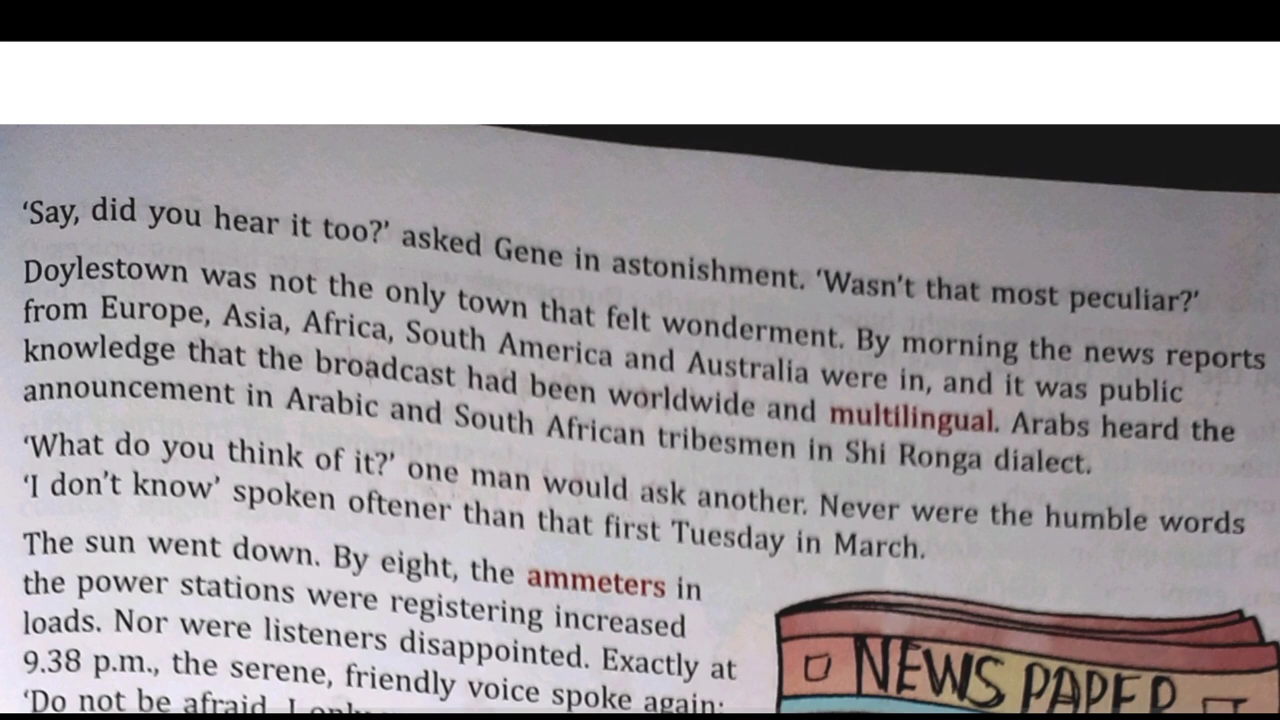 ‘Say, did you hear it too?’ asked Gene in astonishment. ‘Wasn’t that most peculiar?’
Doylestown was not the only town that felt wonderment. By morning the news reports
from Europe, Asia, Africa, South America and Australia were in, and it was public
knowledge that the broadcast had been worldwide and multilingual. Arabs heard the
announcement in Arabic and South African tribesmen in Shi Ronga dialect.
‘What do you think of it?’ one man would ask another. Never were the humble words
‘I don’t know’ spoken oftener than that first Tuesday in March.
The sun went down. By eight, the ammeters in
the power stations were registering increased
loads. Nor were listeners disappointed. Exactly at
9.38 p.m., the serene, friendly voice spoke again:
‘Do not be afraid. I only
NEWS PAPER